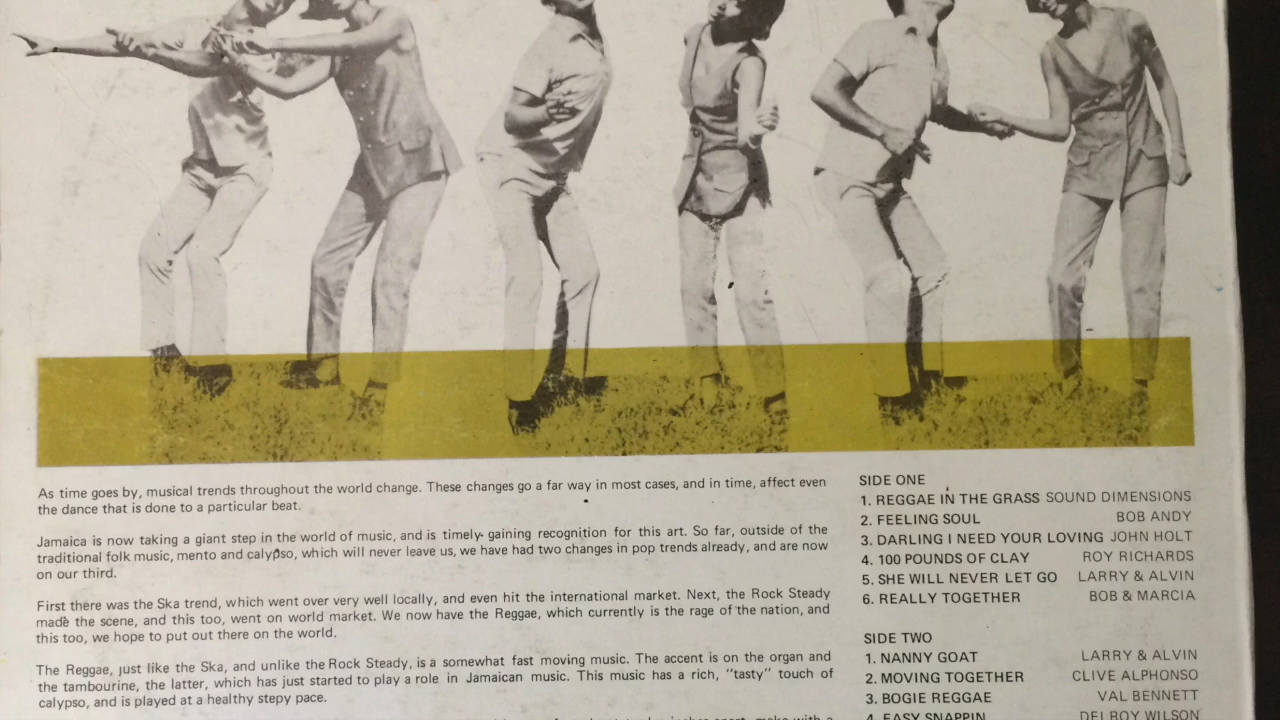 As time goes by, musical trends throughout the world change. These changes go a far way in most cases, and in time, affect even
the dance that is done to a particular beat.
Jamaica is now taking a giant step in the world of music, and is timely gaining recognition for this art. So far, outside of the
traditional folk music, mento and calypso, which will never leave us, we have had two changes in pop trends already, and are now
on our third.
First there was the Ska trend, which went over very well locally, and even hit the international market. Next, the Rock Steady
made the scene, and this too, went on world market. We now have the Reggae, which currently is the rage of the nation, and
this too, we hope to put out there on the world.
The Reggae, just like the Ska, and unlike the Rock Steady, is a somewhat fast moving music. The accent is on the organ and
the tambourine, the latter, which has just started to play a role in Jamaican music. This music has a rich, "tasty" touch of
calypso, and is played at a healthy stepy pace.
SIDE ONE
1. REGGAE IN THE GRASS SOUND DIMENSIONS
2. FEELING SOUL BOB ANDY
3. DARLING I NEED YOUR LOVING JOHN HOLT
4. 100 POUNDS OF CLAY ROY RICHARDS
5. SHE WILL NEVER LET GO LARRY & ALVIN
6. REALLY TOGETHER BOB & MARCIA
SIDE TWO
1. NANNY GOAT LARRY & ALVIN
2. MOVING TOGETHER CLIVE ALPHONSO
3. BOGIE REGGAE VAL BENNETT
4. EASY SNAPPIN DELROY WILSON